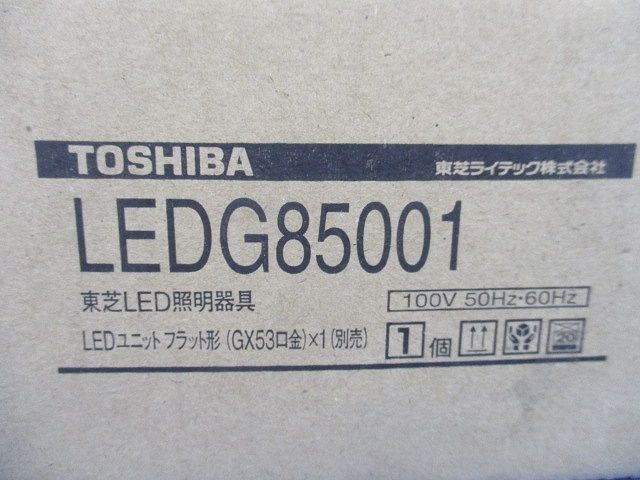 TOSHIBA 東芝ライテック株式会社
LEDG85001
東芝LED照明器具 100V 50Hz・60Hz
LEDユニットフラット形 (GX53口金)×1 (別売) 1個 20